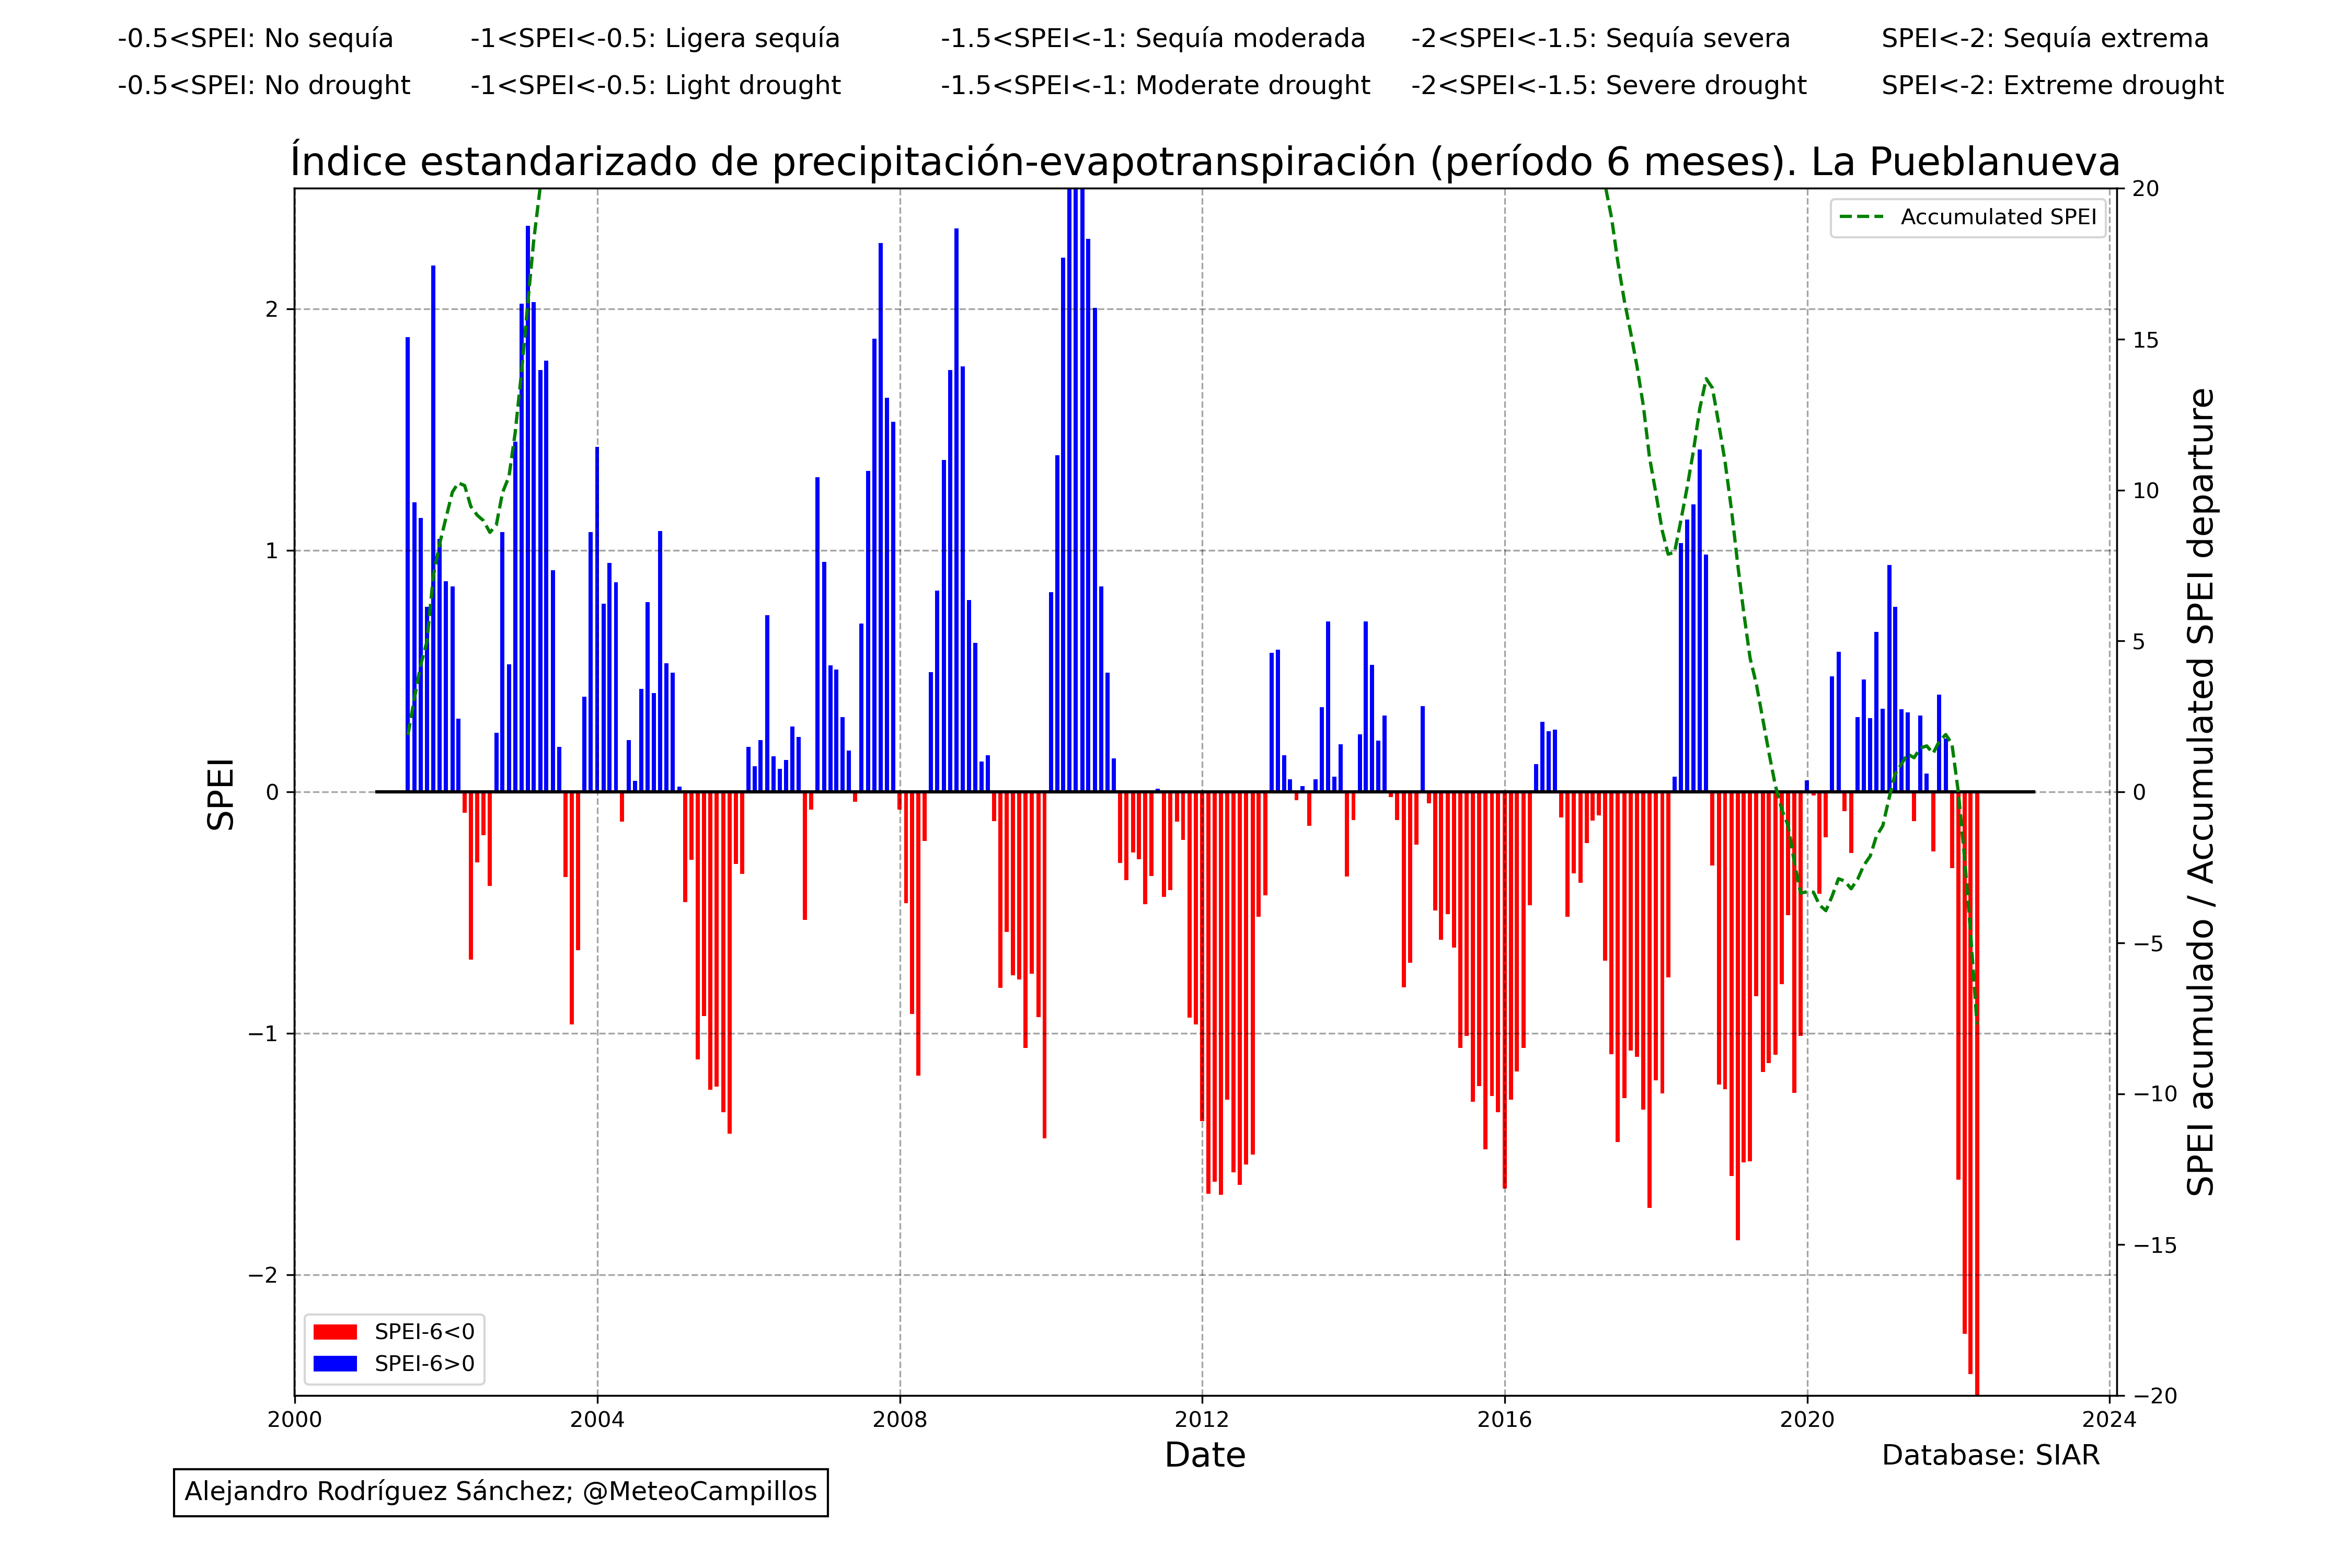 -0.5<SPEI: No sequía -1<SPEI<-0.5: Ligera sequía -1.5<SPEI<-1: Sequía moderada -2<SPEI<-1.5: Sequía severa SPEI<-2: Sequía extrema
-0.5<SPEI: No drought -1<SPEI<-0.5: Light drought -1.5<SPEI<-1: Moderate drought -2<SPEI<-1.5: Severe drought SPEI<-2: Extreme drought
Índice estandarizado de precipitación-evapotranspiración (período 6 meses). La Pueblanueva
Accumulated SPEI
SPEI
2
1
0
−1
−2
20
15
10
5
0
−5
−10
−15
−20
SPEI acumulado / Accumulated SPEI departure
SPEI-6<0
SPEI-6>0
2000 2004 2008 2012 2016 2020 2024
Date
Database: SIAR
Alejandro Rodríguez Sánchez; @MeteoCampillos